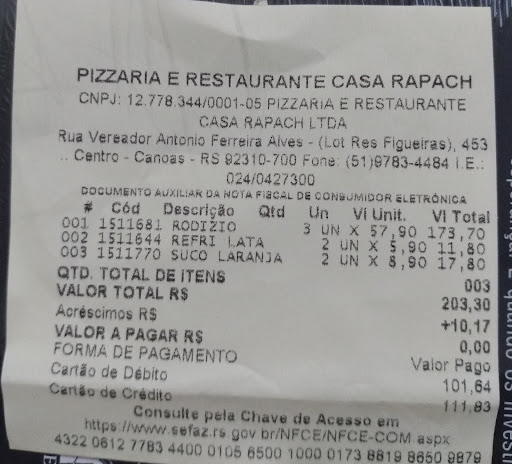 PIZZARIA E RESTAURANTE CASA RAPACH
CNPJ: 12.778.344/0001-05 PIZZARIA E RESTAURANTE
CASA RAPACH LTDA
Rua Vereador Antonio Ferreira Alves - (Lot Res Figueiras), 453
.. Centro - Canoas - RS 92310-700 Fone: (51)9783-4484 I.E.:
024/0427300
DOCUMENTO AUXILIAR DA NOTA FISCAL DE CONSUMIDOR ELETRÔNICA
# Cód Descrição Qtd Un Vl Unit. Vl Total
001 1511681 RODIZIO 3 UN X 57,90 173,70
002 1511644 REFRI LATA 2 UN X 5,90 11,80
003 1511770 SUCO LARANJA 2 UN X 8,90 17,80
QTD. TOTAL DE ITENS 003
VALOR TOTAL R$ 203,30
Acréscimos R$ +10,17
VALOR A PAGAR R$ 0,00
FORMA DE PAGAMENTO Valor Pago
Cartão de Débito 101,64
Cartão de Crédito 111,83
Consulte pela Chave de Acesso em
https://www.sefaz.rs.gov.br/NFCE/NFCE-COM.aspx
4322 0612 7783 4400 0105 6500 1000 0173 8819 8650 9879